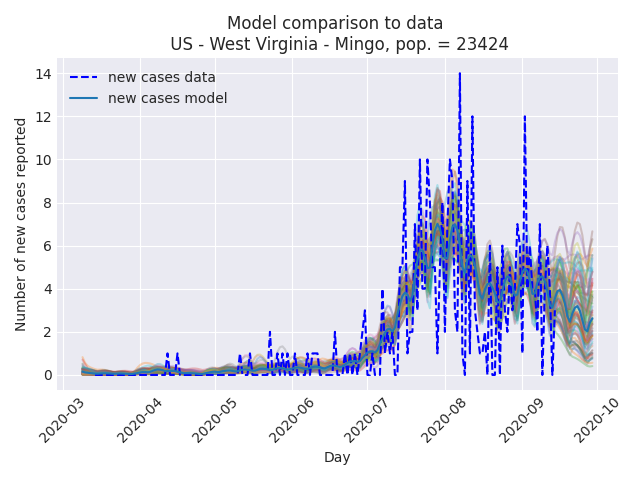 Model comparison to data
US - West Virginia - Mingo, pop. = 23424
new cases data
new cases model
Number of new cases reported
14
12
10
8
6
4
2
0
2020-03
2020-04
2020-05
2020-06
2020-07
2020-08
2020-09
2020-10
Day